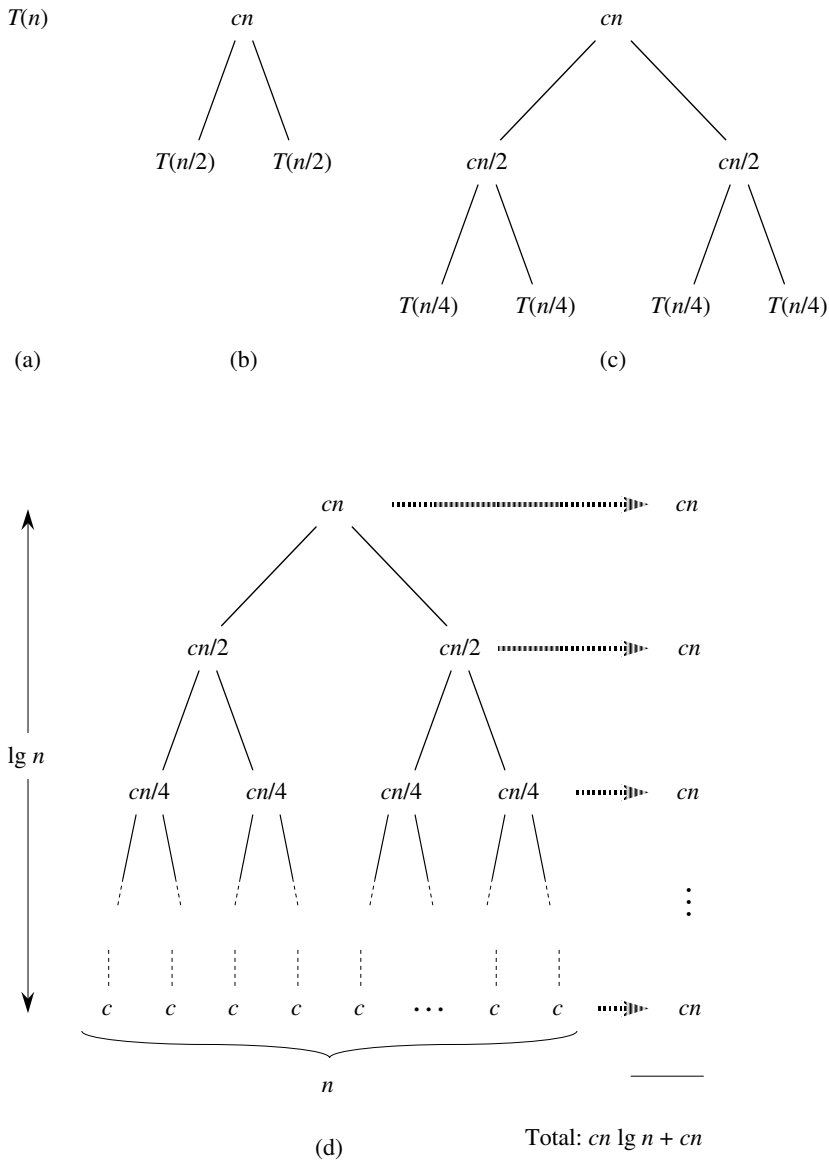 T(n) cn cn
T(n/2) T(n/2) cn/2 cn/2
T(n/4) T(n/4) T(n/4) T(n/4)
(a) (b) (c)
cn cn
cn/2 cn/2 cn
lg n
cn/4 cn/4 cn/4 cn/4 cn
c c c c c … c c cn
n
Total: cn lg n + cn
(d)